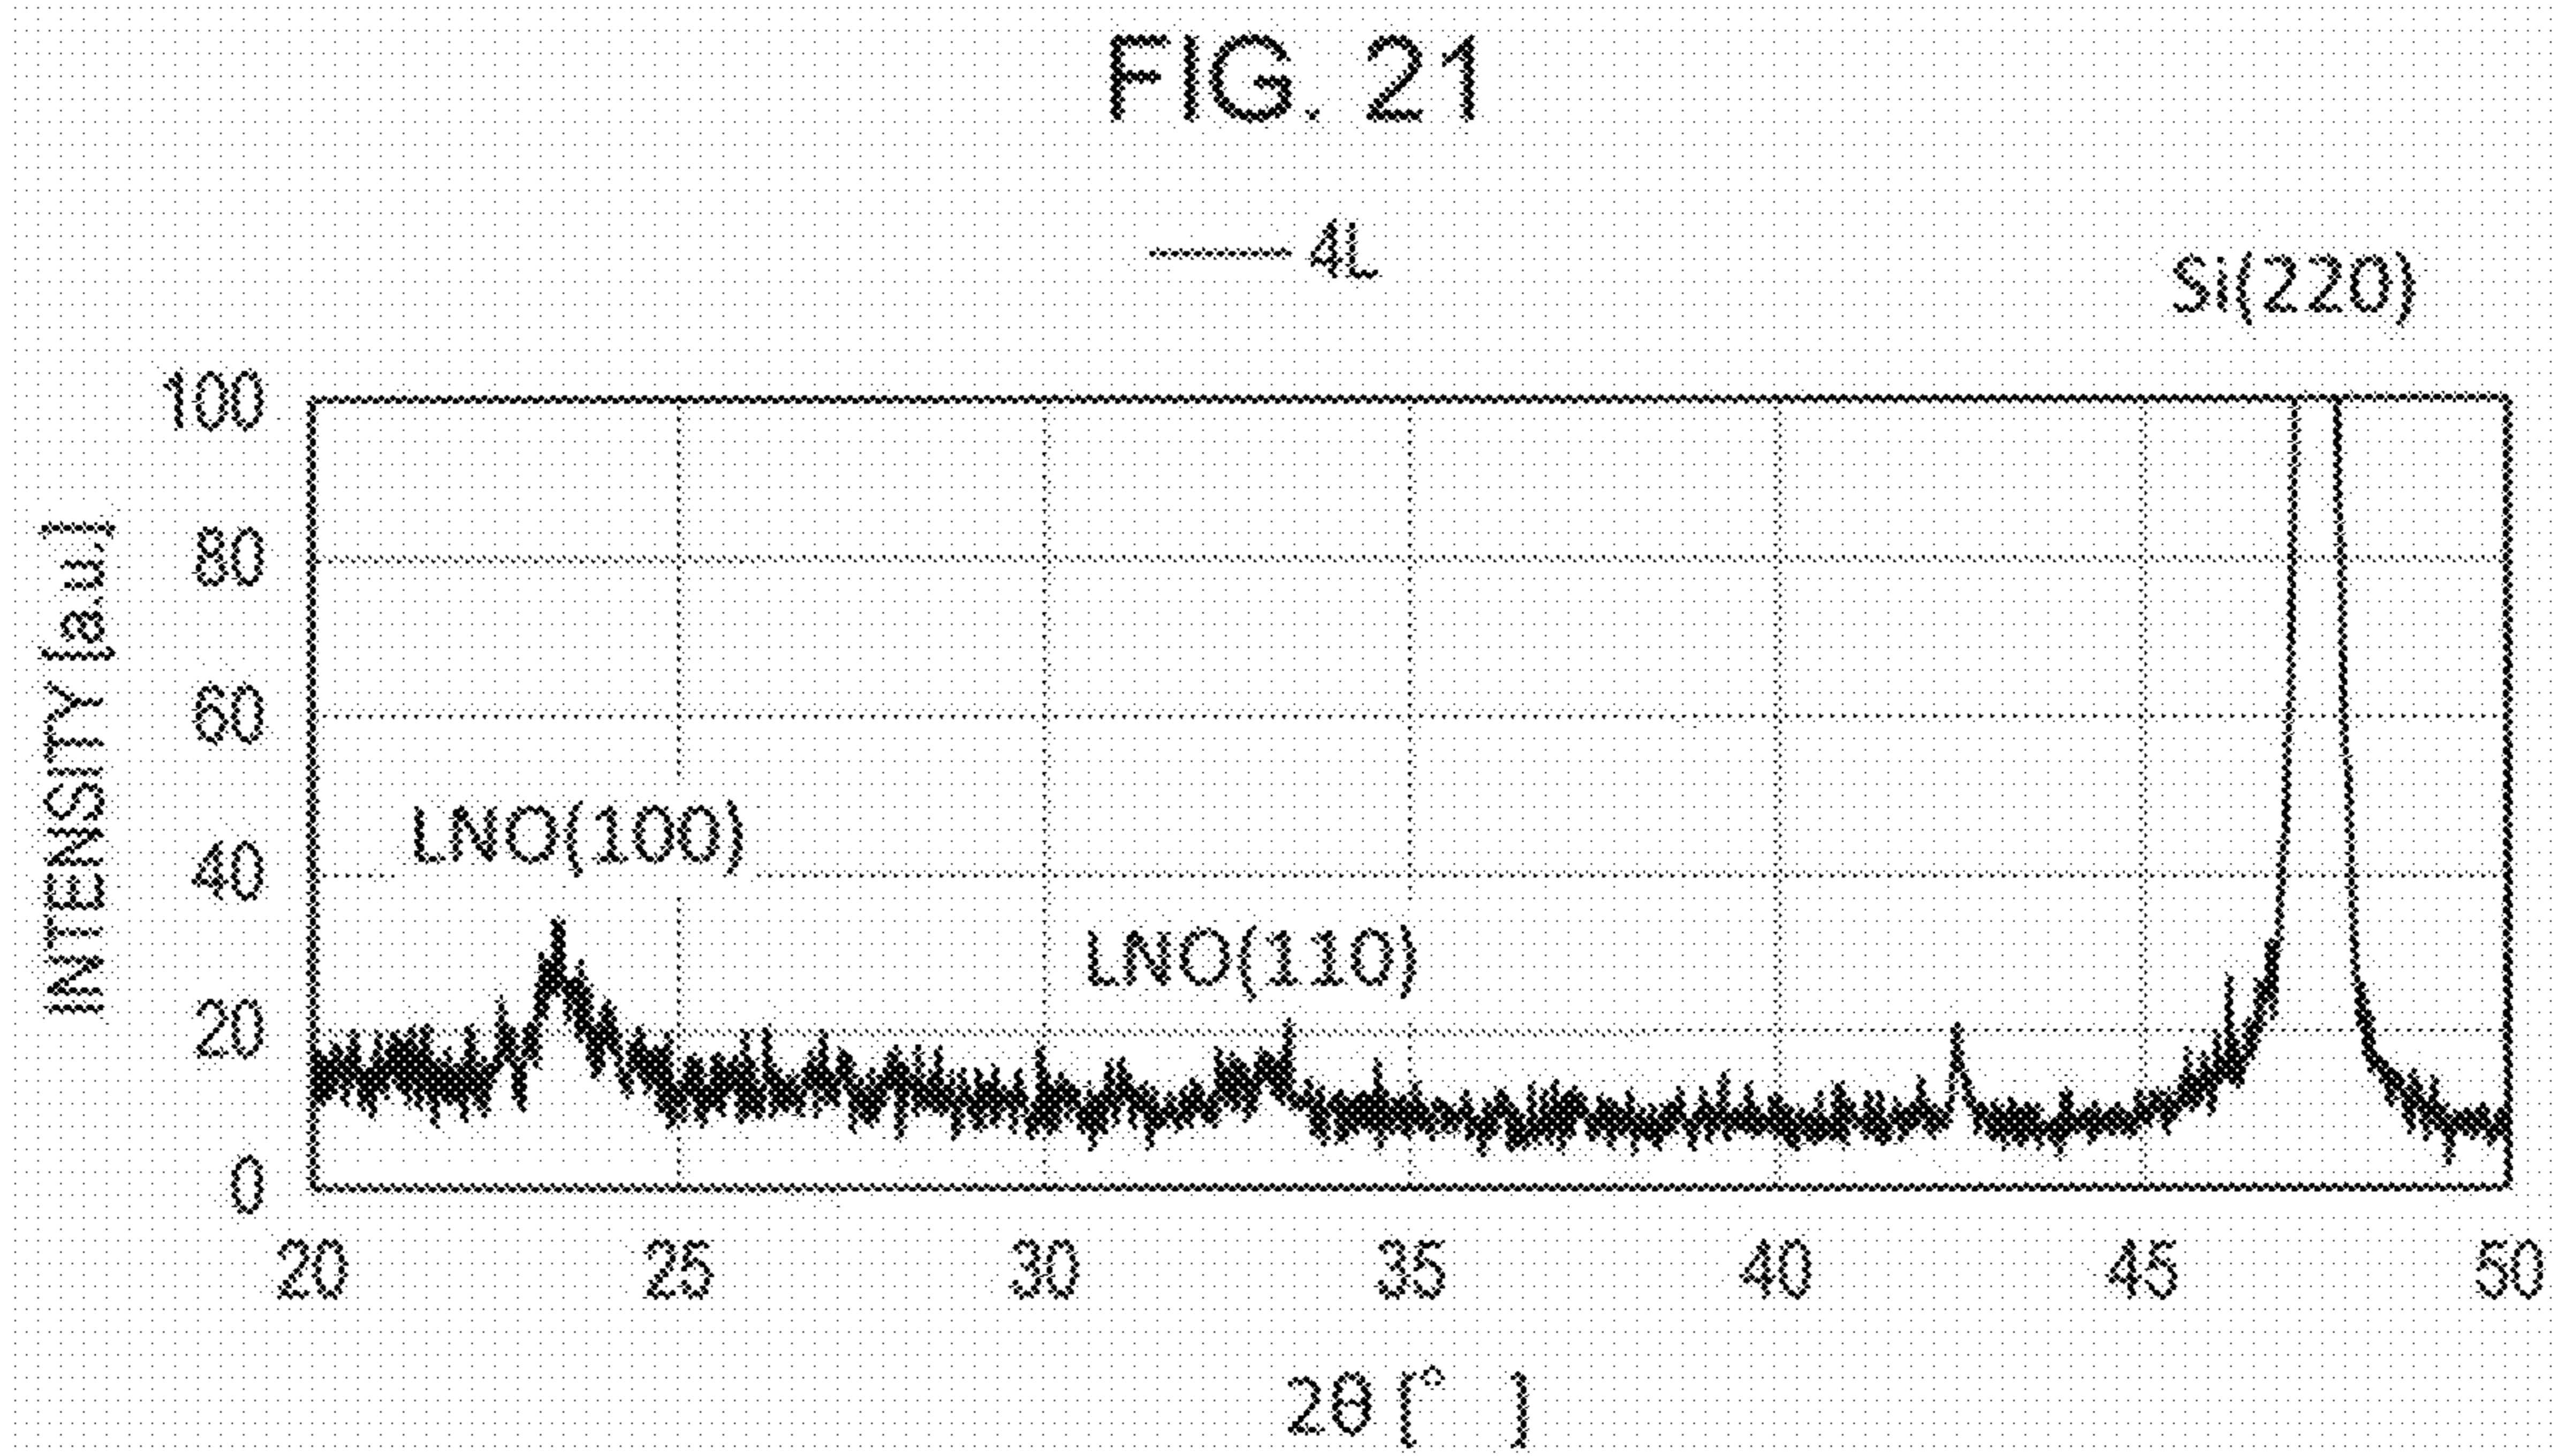 FIG. 21
4L
Si(220)
100
80
60
40
20
0
INTENSITY [a.u.]
LNO(100)
LNO(110)
20 25 30 35 40 45 50
2θ [° ]